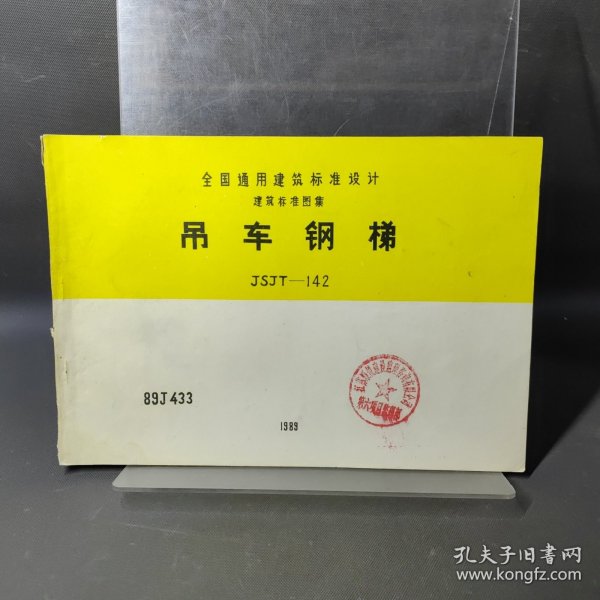 全国通用建筑标准设计
建筑标准图集
吊车钢梯
JSJT—142
89J433
1989
孔夫子旧书网
www.kongfz.com